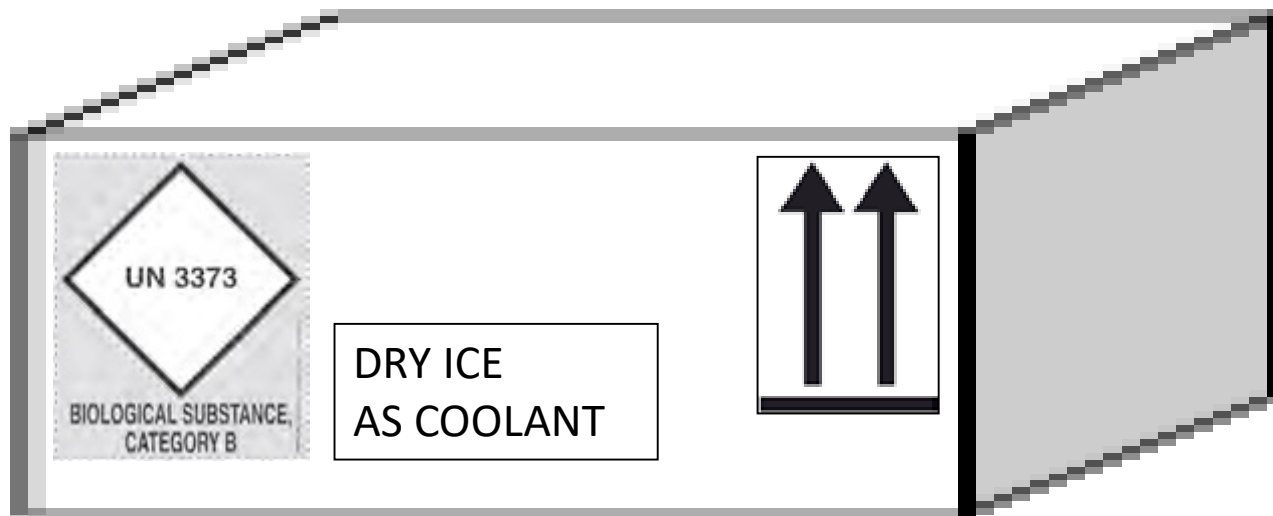 UN 3373
BIOLOGICAL SUBSTANCE,
CATEGORY B
DRY ICE
AS COOLANT